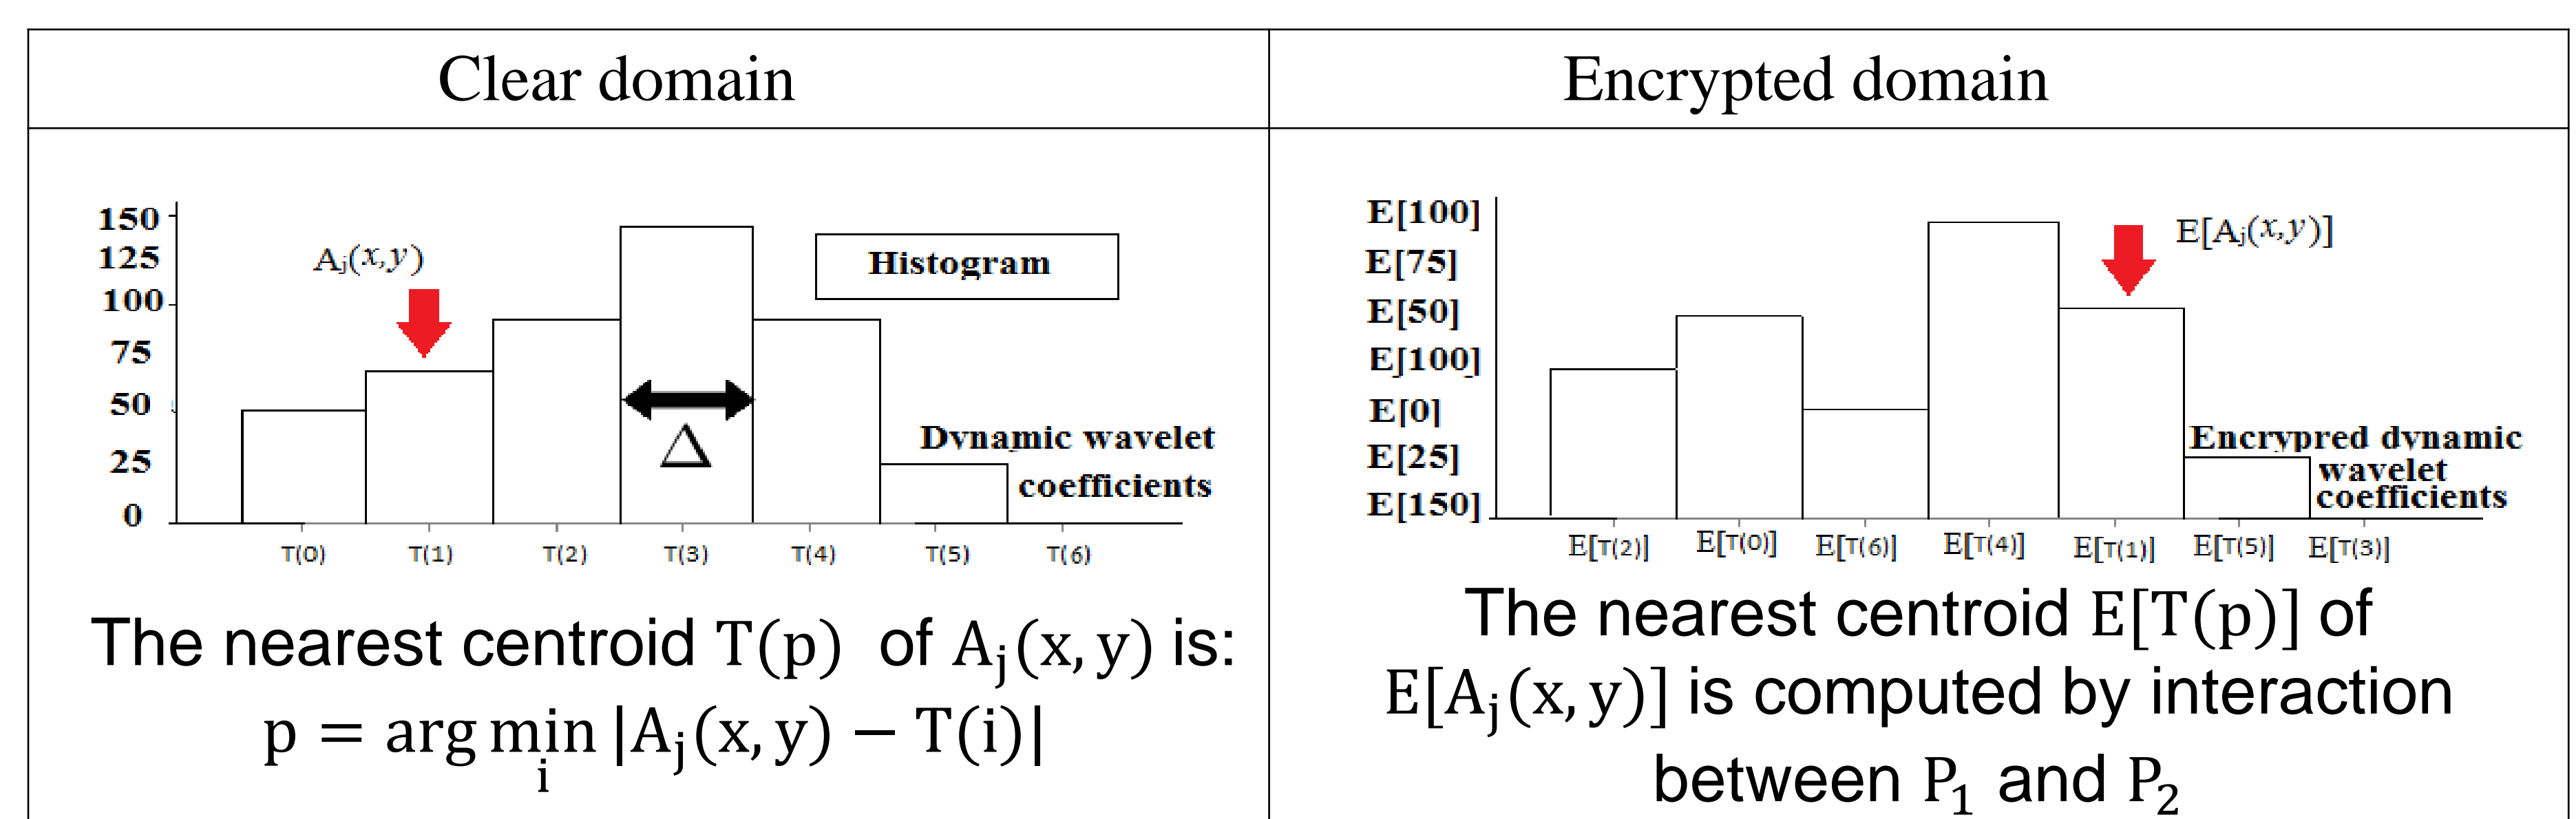 Clear domain
Encrypted domain
150
125
100
75
50
25
0
Aj(x,y)
Histogram
Δ
Dynamic wavelet
coefficients
T(0) T(1) T(2) T(3) T(4) T(5) T(6)
The nearest centroid T(p) of Aj(x, y) is:
p = arg min |Aj(x, y) − T(i)|
i
E[100]
E[75]
E[50]
E[100]
E[0]
E[25]
E[150]
E[Aj(x,y)]
Encrypred dynamic
wavelet
coefficients
E[T(2)] E[T(0)] E[T(6)] E[T(4)] E[T(1)] E[T(5)] E[T(3)]
The nearest centroid E[T(p)] of
E[Aj(x, y)] is computed by interaction
between P1 and P2